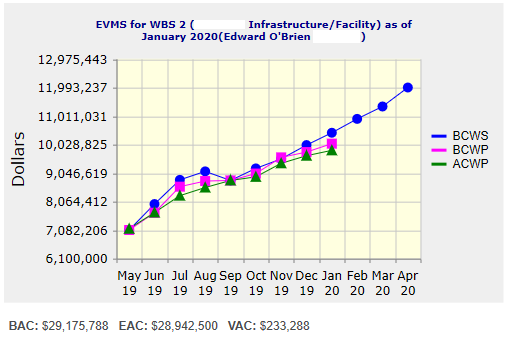 EVMS for WBS 2 ( Infrastructure/Facility) as of
January 2020(Edward O'Brien )
12,975,443
11,993,237
11,011,031
10,028,825
9,046,619
8,064,412
7,082,206
6,100,000
Dollars
BCWS
BCWP
ACWP
May Jun Jul Aug Sep Oct Nov Dec Jan Feb Mar Apr
19 19 19 19 19 19 19 19 20 20 20 20
BAC: $29,175,788 EAC: $28,942,500 VAC: $233,288